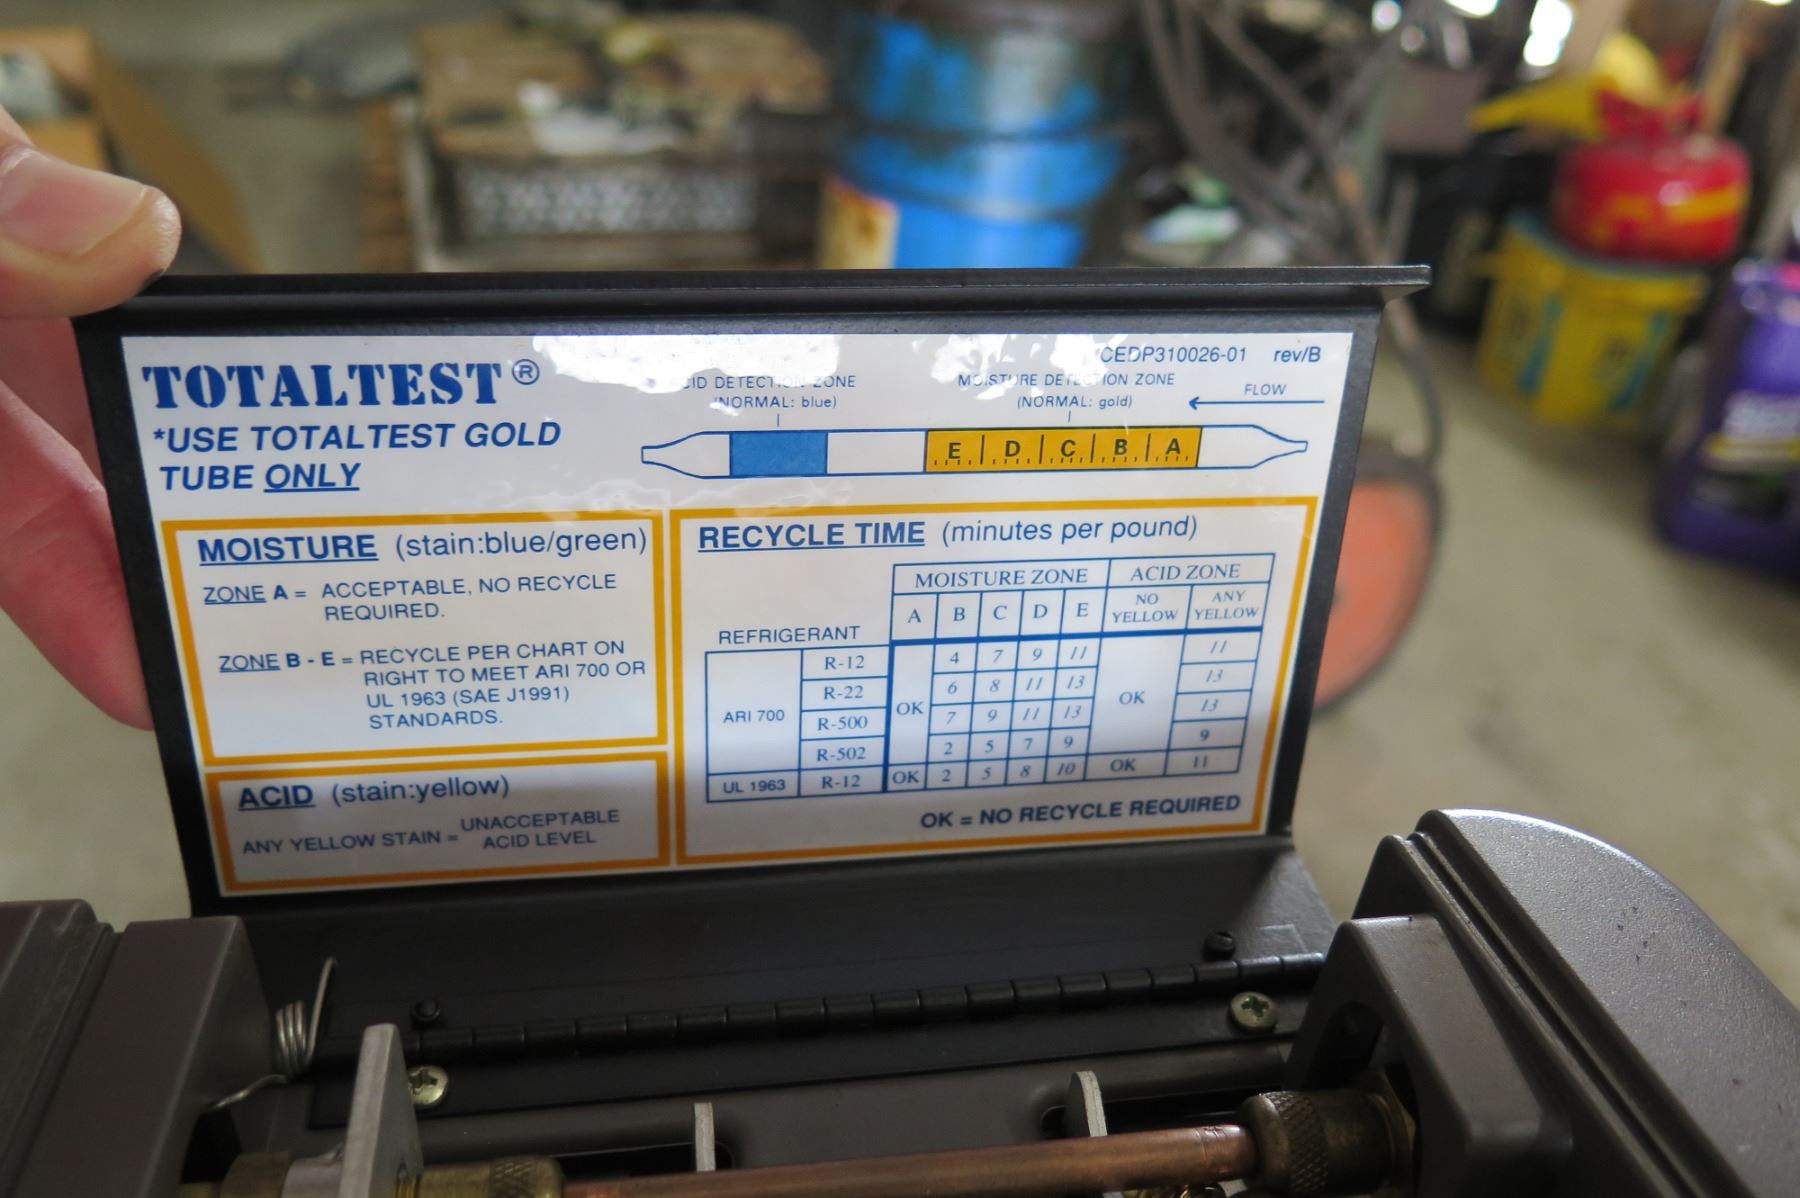 TOTALTEST®
*USE TOTALTEST GOLD
TUBE ONLY
CEDP310026-01 rev/B
DETECTION ZONE
(NORMAL: blue)
MOISTURE DETECTION ZONE
(NORMAL: gold)
FLOW
E D C B A
MOISTURE (stain:blue/green)
ZONE A = ACCEPTABLE, NO RECYCLE
REQUIRED.
ZONE B - E = RECYCLE PER CHART ON
RIGHT TO MEET ARI 700 OR
UL 1963 (SAE J1991)
STANDARDS.
ACID (stain:yellow)
ANY YELLOW STAIN = UNACCEPTABLE
ACID LEVEL
RECYCLE TIME (minutes per pound)
MOISTURE ZONE ACID ZONE
A B C D E NO YELLOW ANY YELLOW
REFRIGERANT
ARI 700
R-12 OK 4 7 9 11 OK 11
R-22 6 8 11 13 13
R-500 7 9 11 13 13
R-502 2 5 7 9 9
UL 1963 R-12 OK 2 5 8 10 OK 11
OK = NO RECYCLE REQUIRED